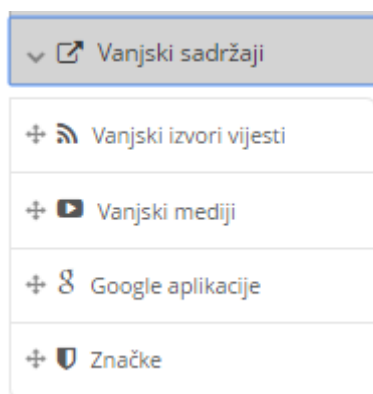 Vanjski sadržaji
Vanjski izvori vijesti
Vanjski mediji
Google aplikacije
Značke